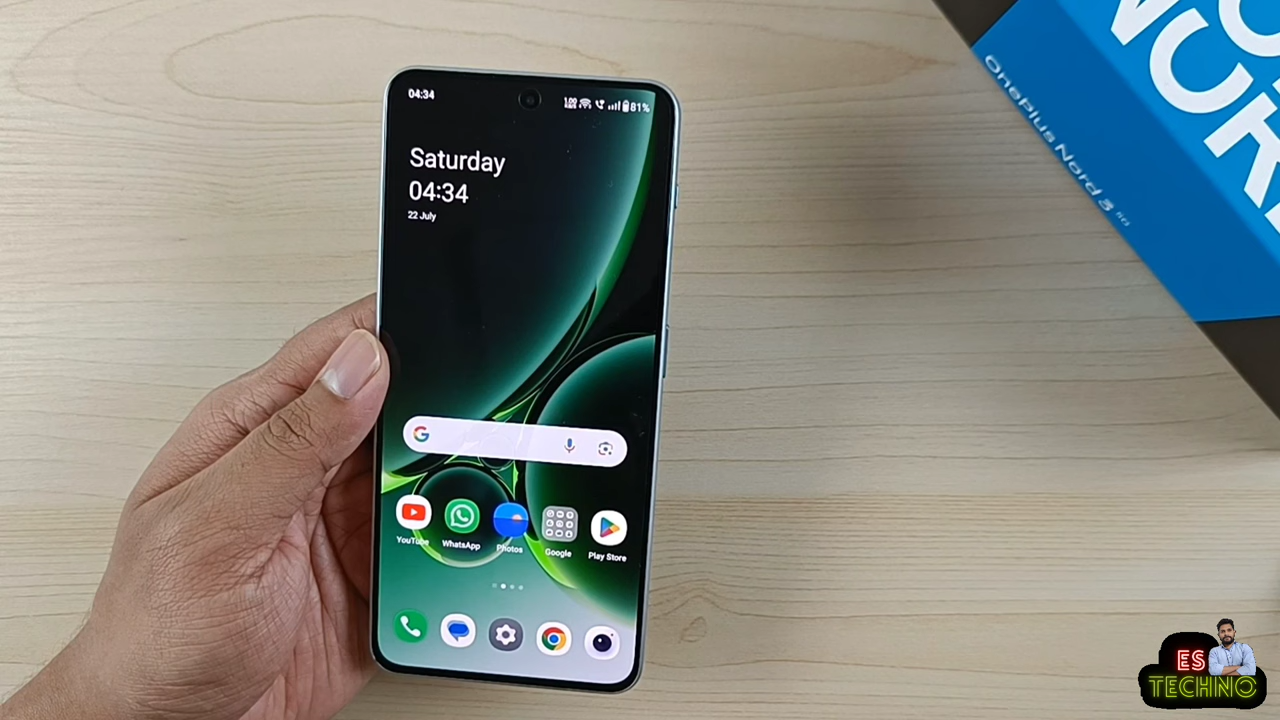 04:34
81%
Saturday
04:34
22 July
YouTube
WhatsApp
Photos
Google
Play Store
OnePlus Nord 3 5G
ES
TECHNO